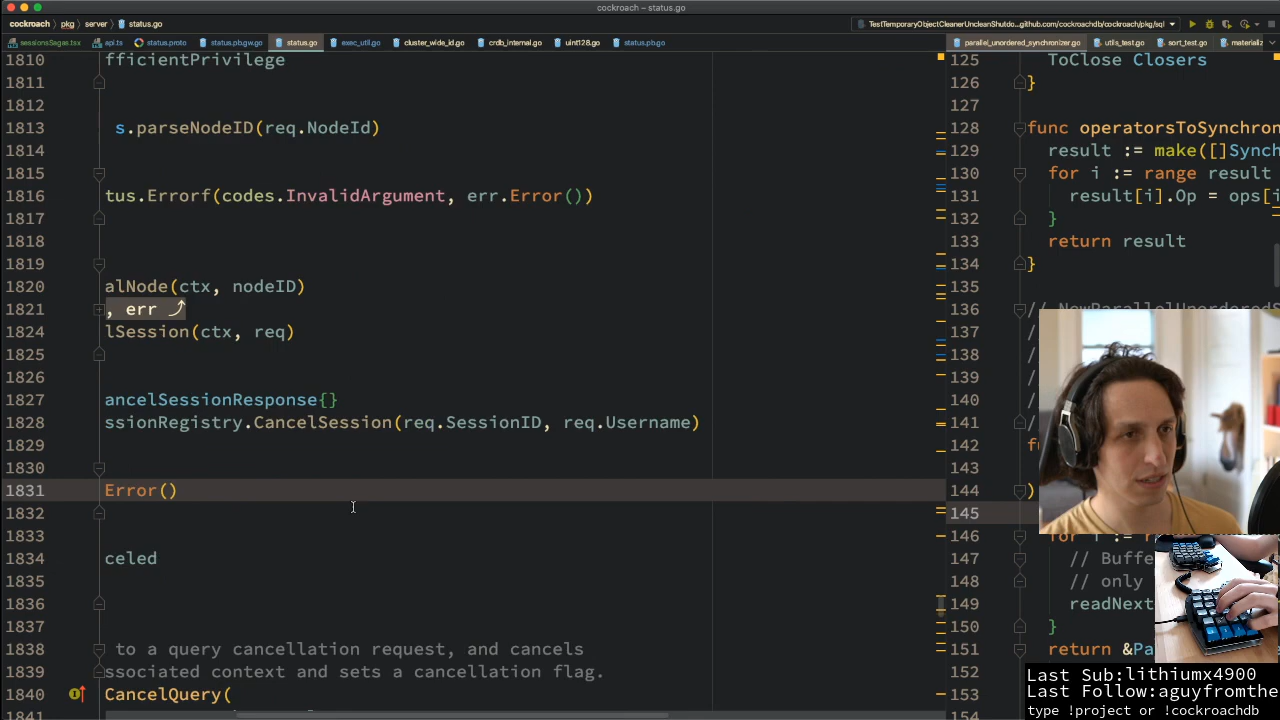 cockroach – status.go
cockroach › pkg › server › status.go
TestTemporaryObjectCleanerUncleanShutdo...github.com/cockroachdb/cockroach/pkg/sql
sessionsSagas.tsx api.ts status.proto status.pb.gw.go status.go exec_util.go cluster_wide_id.go crdb_internal.go uint128.go status.pb.go
parallel_unordered_synchronizer.go utils_test.go sort_test.go materializ
1810 fficientPrivilege
1811
1812
1813 s.parseNodeID(req.NodeId)
1814
1815
1816 tus.Errorf(codes.InvalidArgument, err.Error())
1817
1818
1819
1820 alNode(ctx, nodeID)
1821 , err
1824 lSession(ctx, req)
1825
1826
1827 ancelSessionResponse{}
1828 ssionRegistry.CancelSession(req.SessionID, req.Username)
1829
1830
1831 Error()
1832
1833
1834 celed
1835
1836
1837
1838 to a query cancellation request, and cancels
1839 ssociated context and sets a cancellation flag.
1840 CancelQuery(
1841
125 ToClose Closers
126 }
127
128 func operatorsToSynchron
129 result := make([]Synch
130 for i := range result
131 result[i].Op = ops[i
132 }
133 return result
134 }
135
136 // NewParallelUnorderedS
137 /
138 /
139 /
140 /
141 /
142 fu
143
144 )
145
146 for i := r
147 // Buffe
148 // only
149 readNext
150 }
151 return &Pa
152
153
154
Last Sub:lithiumx4900
Last Follow:aguyfromthe
type !project or !cockroachdb